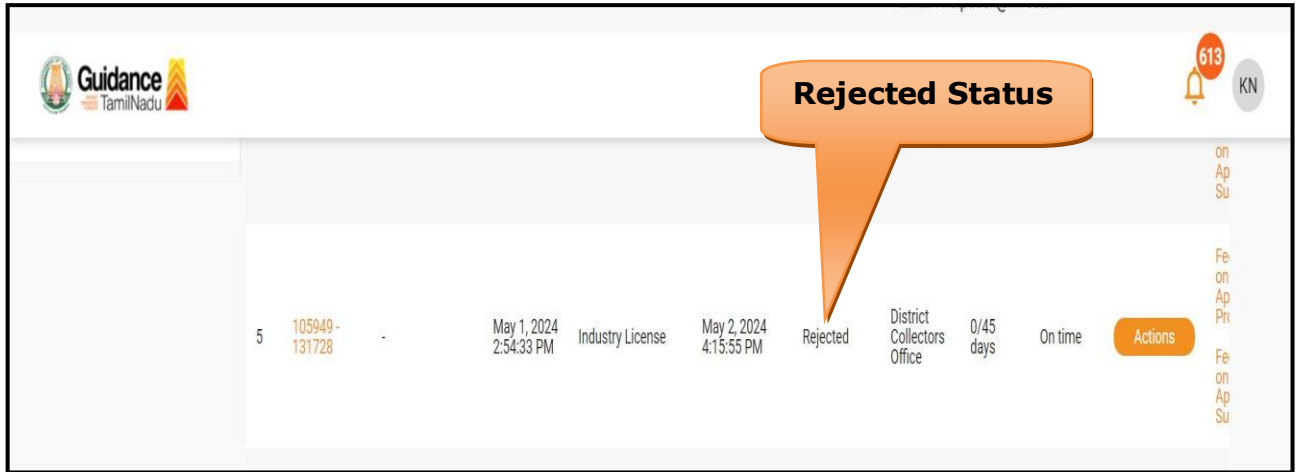 Guidance
TamilNadu
Rejected Status
613
KN
on
Ap
Su
5
105949 -
131728
-
May 1, 2024
2:54:33 PM
Industry License
May 2, 2024
4:15:55 PM
Rejected
District
Collectors
Office
0/45
days
On time
Actions
Fe
on
Ap
Pr
Fe
on
Ap
Su